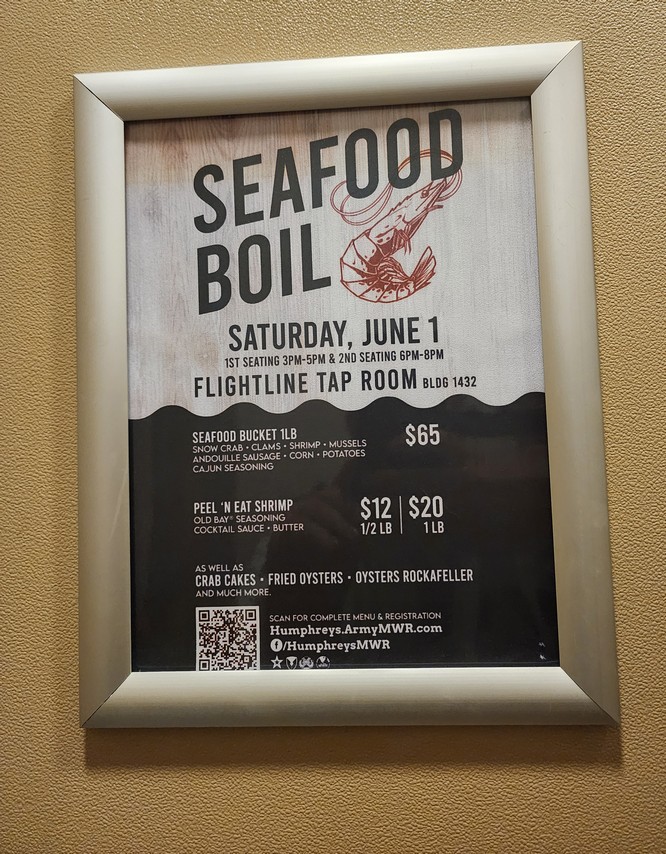 SEAFOOD
BOIL
SATURDAY, JUNE 1
1ST SEATING 3PM-5PM & 2ND SEATING 6PM-8PM
FLIGHTLINE TAP ROOM BLDG 1432
SEAFOOD BUCKET 1LB $65
SNOW CRAB • CLAMS • SHRIMP • MUSSELS
ANDOUILLE SAUSAGE • CORN • POTATOES
CAJUN SEASONING
PEEL 'N EAT SHRIMP $12 | $20
OLD BAY® SEASONING 1/2 LB 1 LB
COCKTAIL SAUCE • BUTTER
AS WELL AS
CRAB CAKES • FRIED OYSTERS • OYSTERS ROCKAFELLER
AND MUCH MORE.
SCAN FOR COMPLETE MENU & REGISTRATION
Humphreys.ArmyMWR.com
f/HumphreysMWR